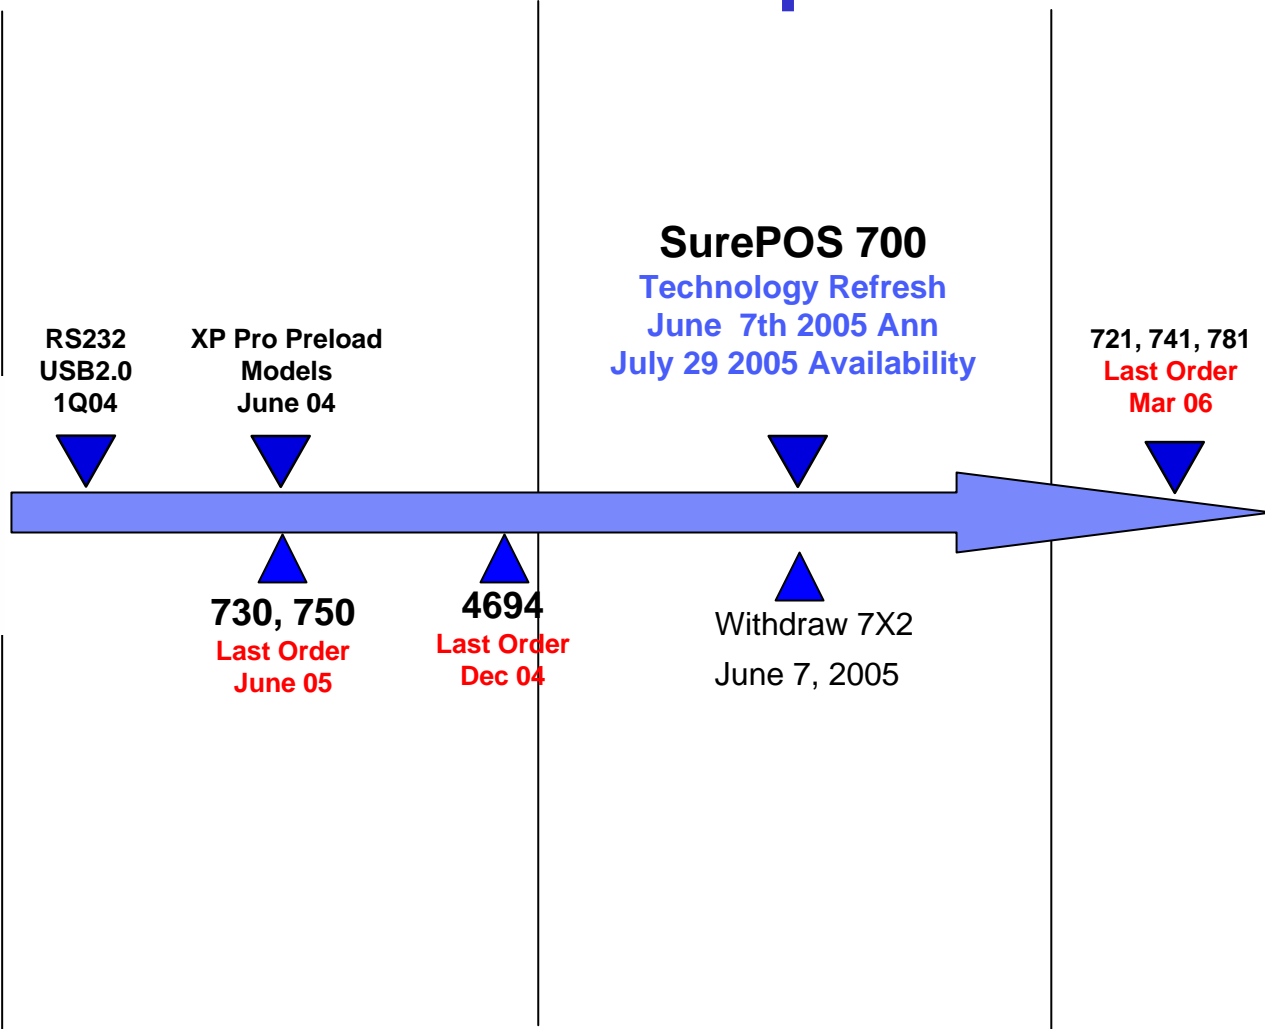 SurePOS 700
Technology Refresh
June 7th 2005 Ann
July 29 2005 Availability
RS232
USB2.0
1Q04
XP Pro Preload
Models
June 04
721, 741, 781
Last Order
Mar 06
730, 750
Last Order
June 05
4694
Last Order
Dec 04
Withdraw 7X2
June 7, 2005